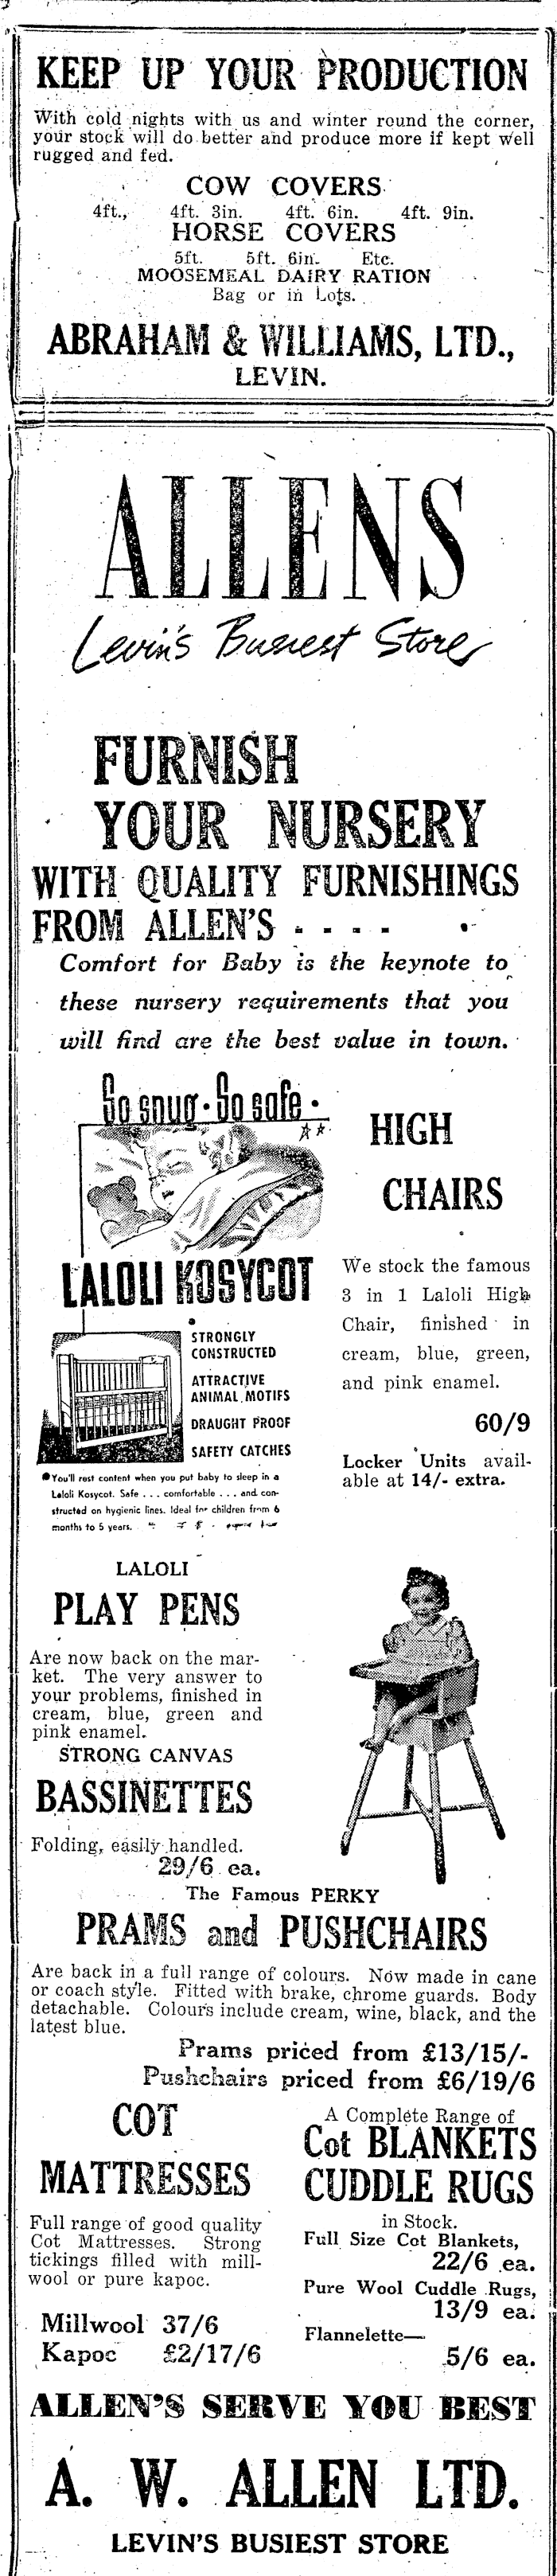 KEEP UP YOUR PRODUCTION
With cold nights with us and winter round the corner,
your stock will do better and produce more if kept well
rugged and fed.
COW COVERS
4ft., 4ft. 3in. 4ft. 6in. 4ft. 9in.
HORSE COVERS
5ft. 5ft. 6in. Etc.
MOOSEMEAL DAIRY RATION
Bag or in Lots.
ABRAHAM & WILLIAMS, LTD.,
LEVIN.
ALLENS
Levin's Busiest Store
FURNISH
YOUR NURSERY
WITH QUALITY FURNISHINGS
FROM ALLEN'S - - - -
Comfort for Baby is the keynote to
these nursery requirements that you
will find are the best value in town.
So snug · So safe ·
LALOLI KOSYCOT
STRONGLY
CONSTRUCTED
ATTRACTIVE
ANIMAL MOTIFS
DRAUGHT PROOF
SAFETY CATCHES
You'll rest content when you put baby to sleep in a
Laloli Kosycot. Safe . . . comfortable . . . and con-
structed on hygienic lines. Ideal for children from 6
months to 5 years.
HIGH
CHAIRS
We stock the famous
3 in 1 Laloli High
Chair, finished in
cream, blue, green,
and pink enamel.
60/9
Locker Units avail-
able at 14/- extra.
LALOLI
PLAY PENS
Are now back on the mar-
ket. The very answer to
your problems, finished in
cream, blue, green and
pink enamel.
STRONG CANVAS
BASSINETTES
Folding, easily handled.
29/6 ea.
The Famous PERKY
PRAMS and PUSHCHAIRS
Are back in a full range of colours. Now made in cane
or coach style. Fitted with brake, chrome guards. Body
detachable. Colours include cream, wine, black, and the
latest blue.
Prams priced from £13/15/-
Pushchairs priced from £6/19/6
COT
MATTRESSES
Full range of good quality
Cot Mattresses. Strong
tickings filled with mill-
wool or pure kapoc.
Millwool 37/6
Kapoc £2/17/6
A Complete Range of
Cot BLANKETS
CUDDLE RUGS
in Stock.
Full Size Cot Blankets,
22/6 ea.
Pure Wool Cuddle Rugs,
13/9 ea.
Flannelette—
5/6 ea.
ALLEN'S SERVE YOU BEST
A. W. ALLEN LTD.
LEVIN'S BUSIEST STORE